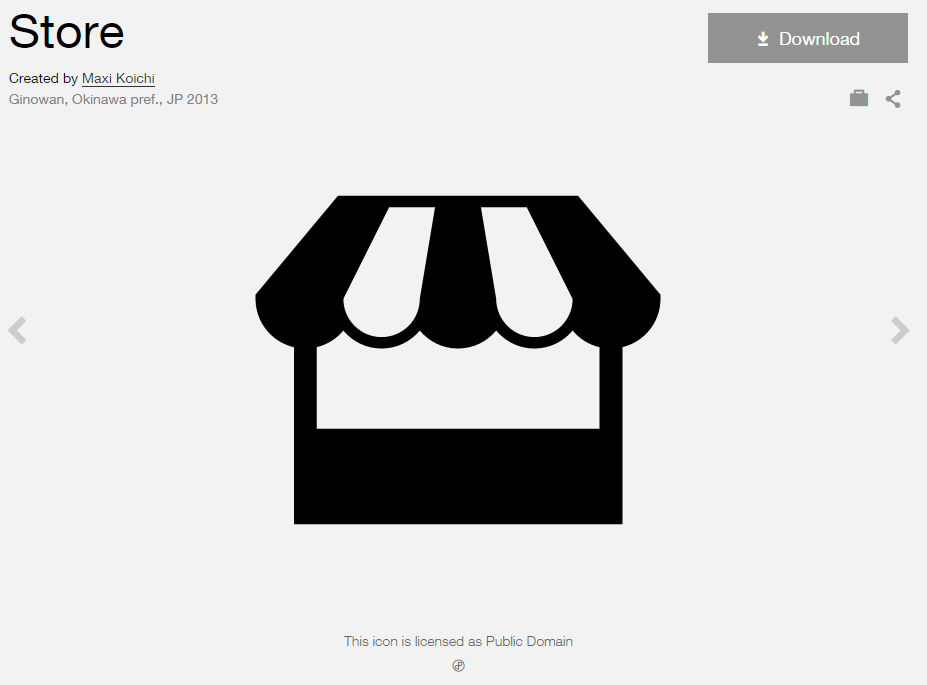 Store
Download
Created by Maxi Koichi
Ginowan, Okinawa pref., JP 2013
This icon is licensed as Public Domain